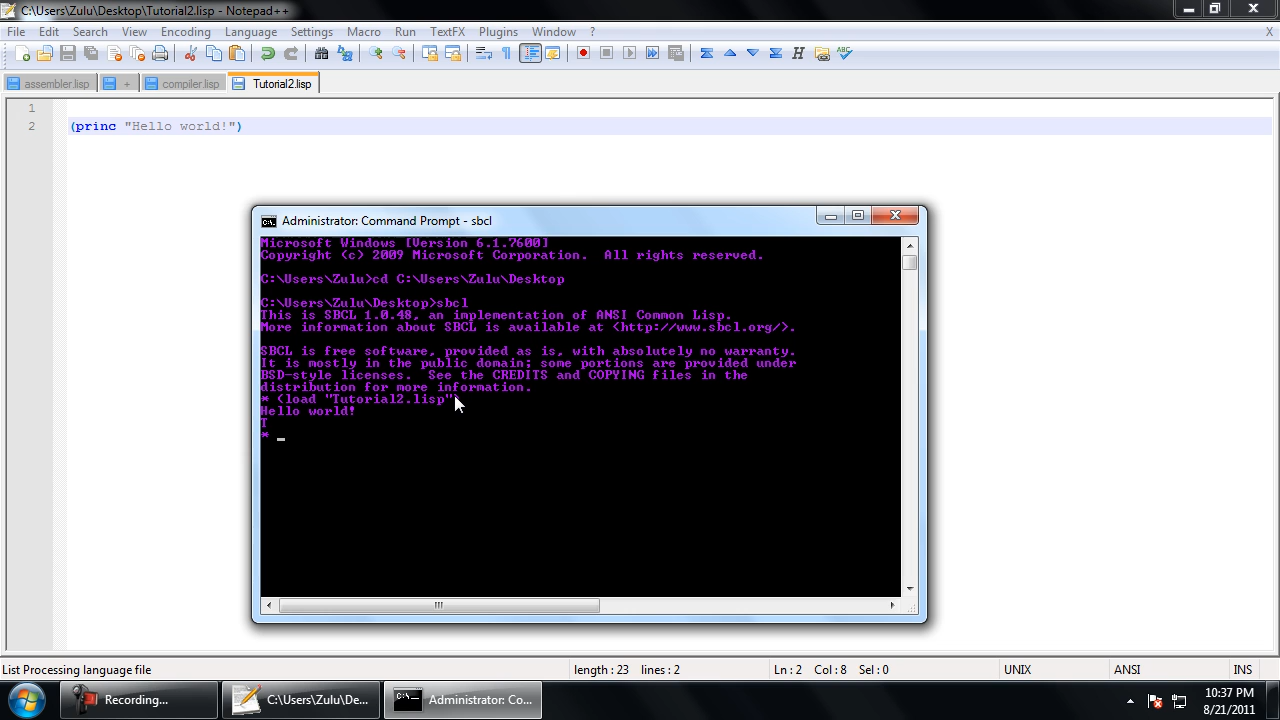 C:\Users\Zulu\Desktop\Tutorial2.lisp - Notepad++
File Edit Search View Encoding Language Settings Macro Run TextFX Plugins Window ? X
assembler.lisp + compiler.lisp Tutorial2.lisp
1
2 (princ "Hello world!")
Administrator: Command Prompt - sbcl
Microsoft Windows [Version 6.1.7600]
Copyright (c) 2009 Microsoft Corporation. All rights reserved.
C:\Users\Zulu>cd C:\Users\Zulu\Desktop
C:\Users\Zulu\Desktop>sbcl
This is SBCL 1.0.48, an implementation of ANSI Common Lisp.
More information about SBCL is available at <http://www.sbcl.org/>.
SBCL is free software, provided as is, with absolutely no warranty.
It is mostly in the public domain; some portions are provided under
BSD-style licenses. See the CREDITS and COPYING files in the
distribution for more information.
* (load "Tutorial2.lisp")
Hello world!
T
*
List Processing language file length : 23 lines : 2 Ln : 2 Col : 8 Sel : 0 UNIX ANSI INS
Recording... C:\Users\Zulu\De... Administrator: Co... 10:37 PM
8/21/2011